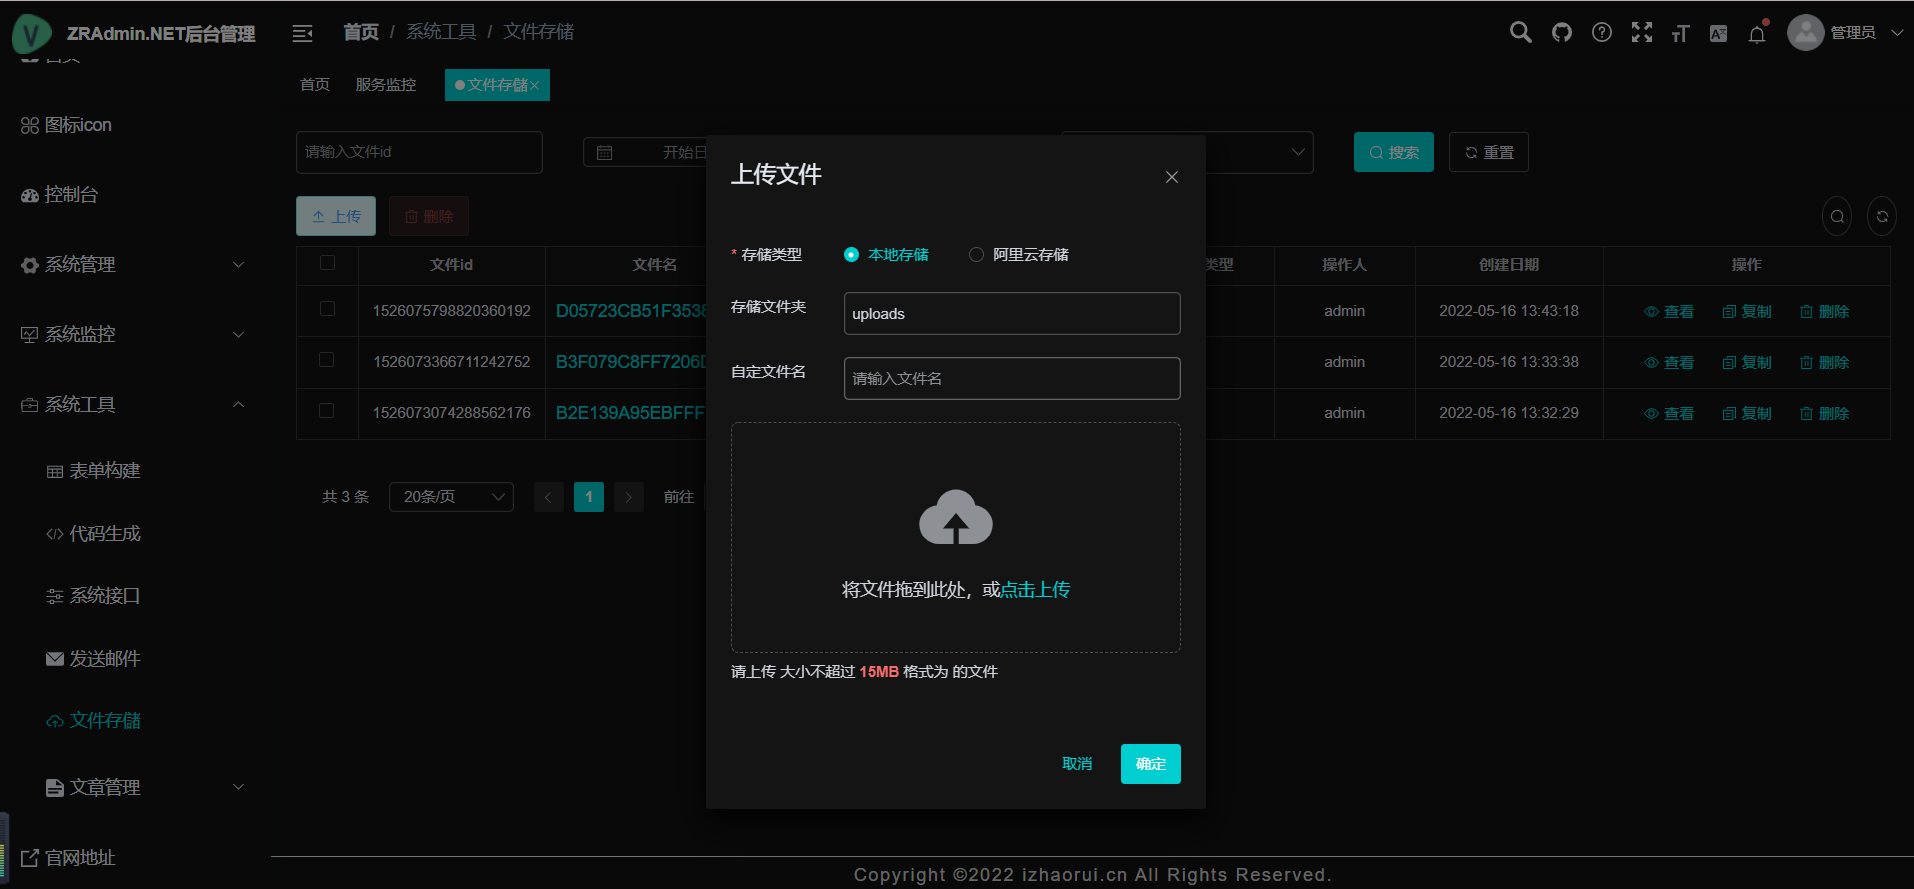 ZRAdmin.NET后台管理
首页 / 系统工具 / 文件存储
管理员
首页
图标icon
控制台
系统管理
系统监控
系统工具
表单构建
代码生成
系统接口
发送邮件
文件存储
文章管理
官网地址
首页 服务监控 文件存储
请输入文件id
开始日
搜索 重置
上传 删除
文件id 文件名 类型 操作人 创建日期 操作
1526075798820360192 D05723CB51F3538 admin 2022-05-16 13:43:18 查看 复制 删除
1526073366711242752 B3F079C8FF7206D admin 2022-05-16 13:33:38 查看 复制 删除
1526073074288562176 B2E139A95EBFFF admin 2022-05-16 13:32:29 查看 复制 删除
共 3 条 20条/页 1 前往
上传文件
* 存储类型 本地存储 阿里云存储
存储文件夹 uploads
自定文件名 请输入文件名
将文件拖到此处，或点击上传
请上传 大小不超过 15MB 格式为 的文件
取消 确定
Copyright ©2022 izhaorui.cn All Rights Reserved.